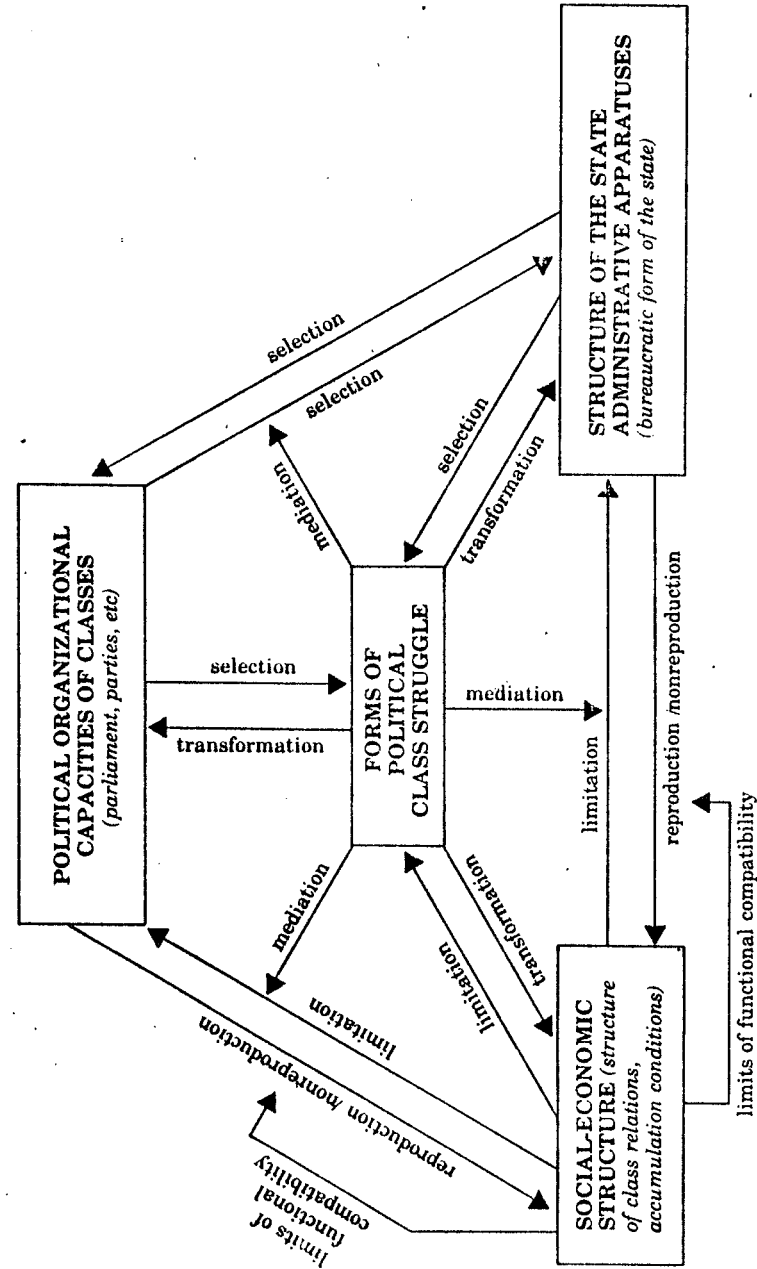 POLITICAL ORGANIZATIONAL
CAPACITIES OF CLASSES
(parliament, parties, etc)
selection
selection
mediation
mediation
selection
transformation
FORMS OF
POLITICAL
CLASS STRUGGLE
selection
transformation
mediation
transformation
limitation
limitation
reproduction/nonreproduction
limits of
functional
compatibility
SOCIAL-ECONOMIC
STRUCTURE (structure
of class relations,
accumulation conditions)
limitation
reproduction/nonreproduction
limits of functional compatibility
STRUCTURE OF THE STATE
ADMINISTRATIVE APPARATUSES
(bureaucratic form of the state)